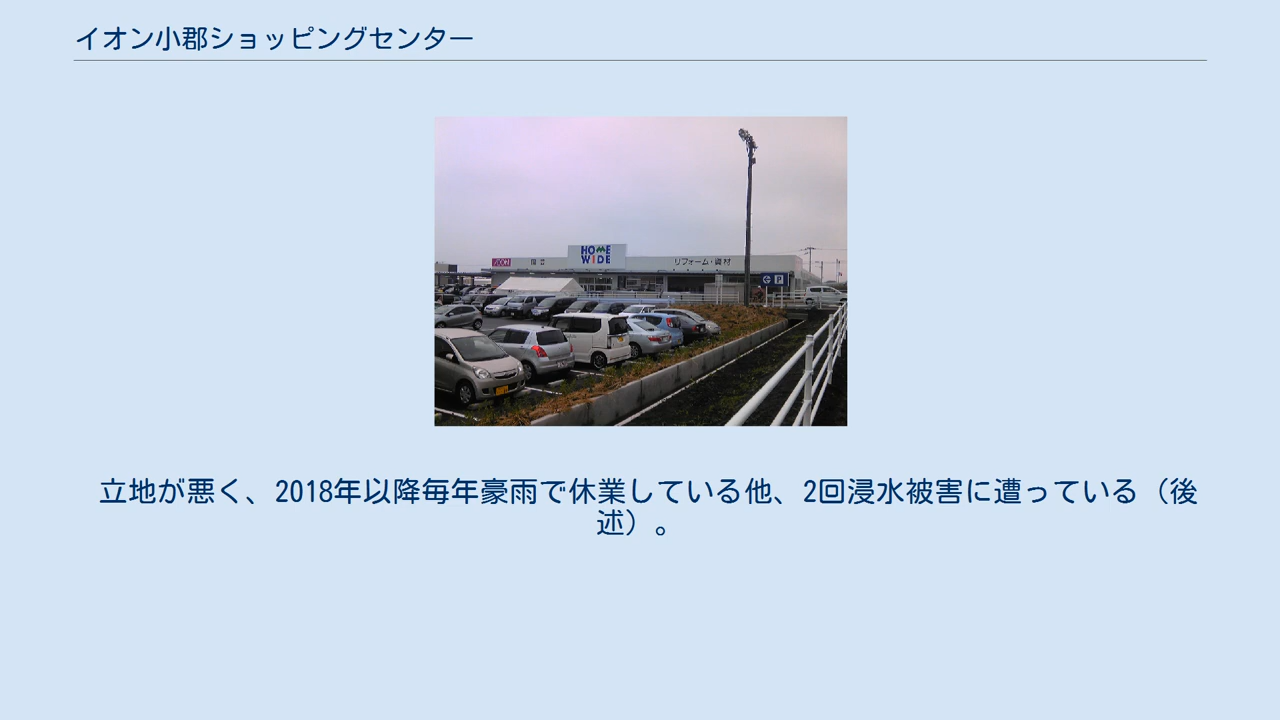 イオン小郡ショッピングセンター
HOME
WIDE
リフォーム・資材
P
立地が悪く、2018年以降毎年豪雨で休業している他、2回浸水被害に遭っている（後
述）。